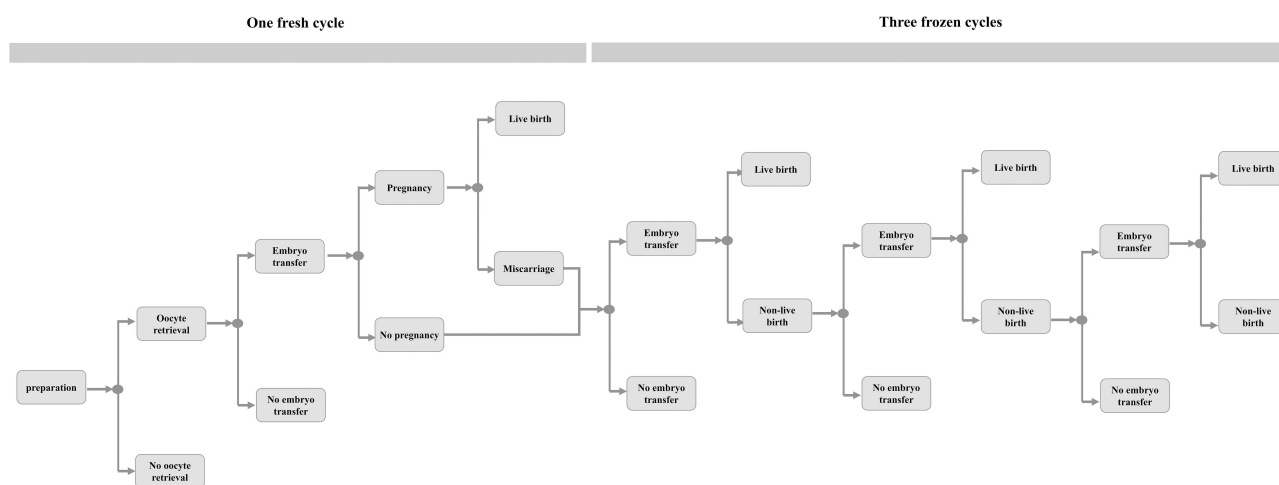 One fresh cycle
Three frozen cycles
Live birth
Pregnancy
Embryo
transfer
Miscarriage
Oocyte
retrieval
No pregnancy
preparation
No embryo
transfer
No oocyte
retrieval
Live birth
Embryo
transfer
Non-live
birth
No embryo
transfer
Live birth
Embryo
transfer
Non-live
birth
No embryo
transfer
Live birth
Embryo
transfer
Non-live
birth
No embryo
transfer